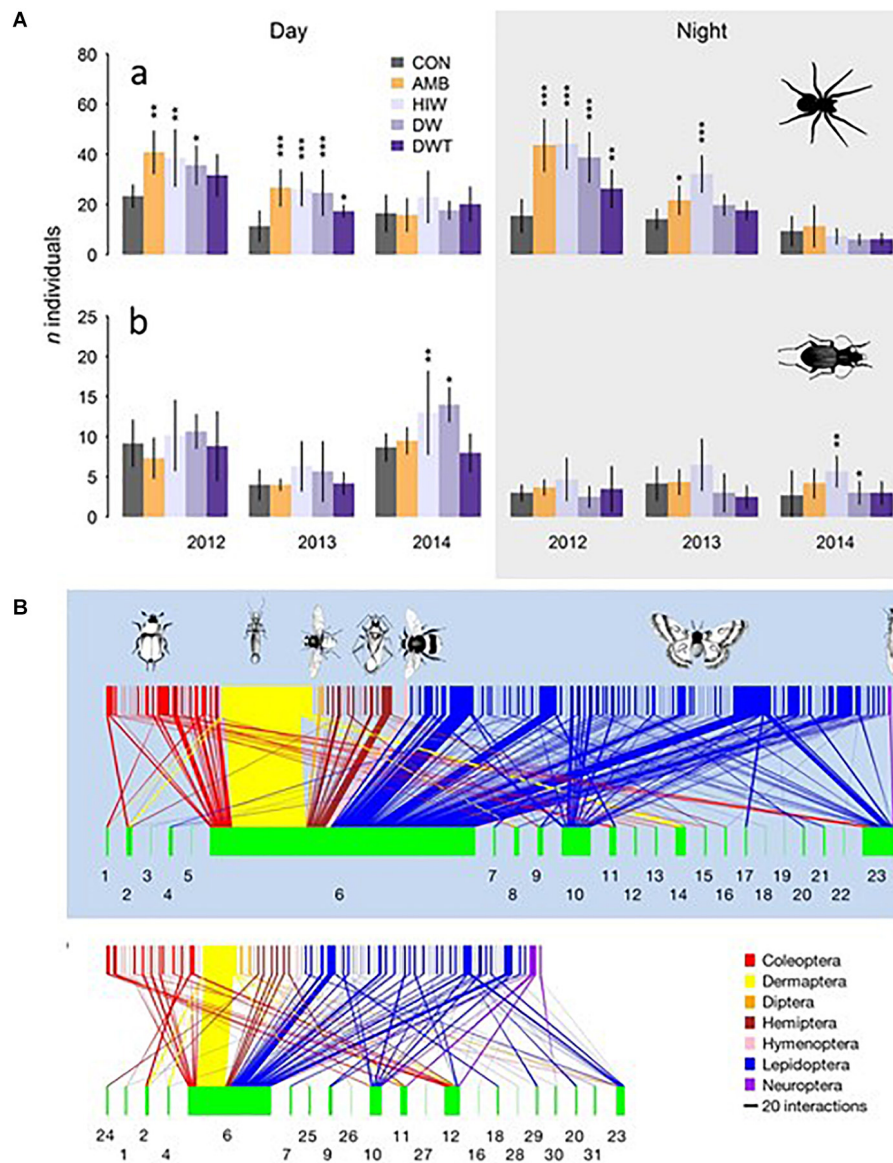 A
Day
Night
a
80
60
40
20
0
CON
AMB
HIW
DW
DWT
** ** * *** *** *** *
*** *** *** ** * ***
n individuals
b
25
20
15
10
5
0
** * ** *
2012 2013 2014 2012 2013 2014
B
1 3 5 7 9 11 13 15 17 19 21 23
2 4 6 8 10 12 14 16 18 20 22
24 2 6 25 26 11 12 18 29 20 23
1 4 7 9 10 27 16 28 30 31
Coleoptera
Dermaptera
Diptera
Hemiptera
Hymenoptera
Lepidoptera
Neuroptera
20 interactions